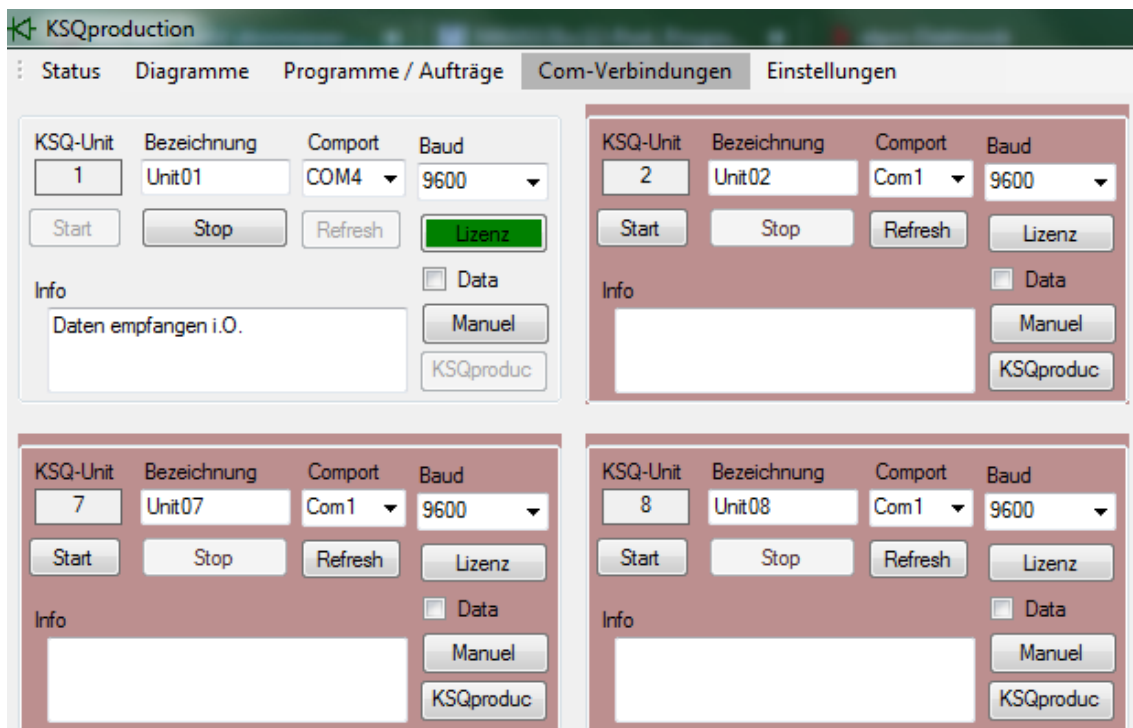 KSQproduction
Status Diagramme Programme / Aufträge Com-Verbindungen Einstellungen
KSQ-Unit Bezeichnung Comport Baud
1 Unit01 COM4 9600
Start Stop Refresh Lizenz
Data
Info
Daten empfangen i.O.
Manuel
KSQproduc
KSQ-Unit Bezeichnung Comport Baud
2 Unit02 Com1 9600
Start Stop Refresh Lizenz
Data
Info
Manuel
KSQproduc
KSQ-Unit Bezeichnung Comport Baud
7 Unit07 Com1 9600
Start Stop Refresh Lizenz
Data
Info
Manuel
KSQproduc
KSQ-Unit Bezeichnung Comport Baud
8 Unit08 Com1 9600
Start Stop Refresh Lizenz
Data
Info
Manuel
KSQproduc